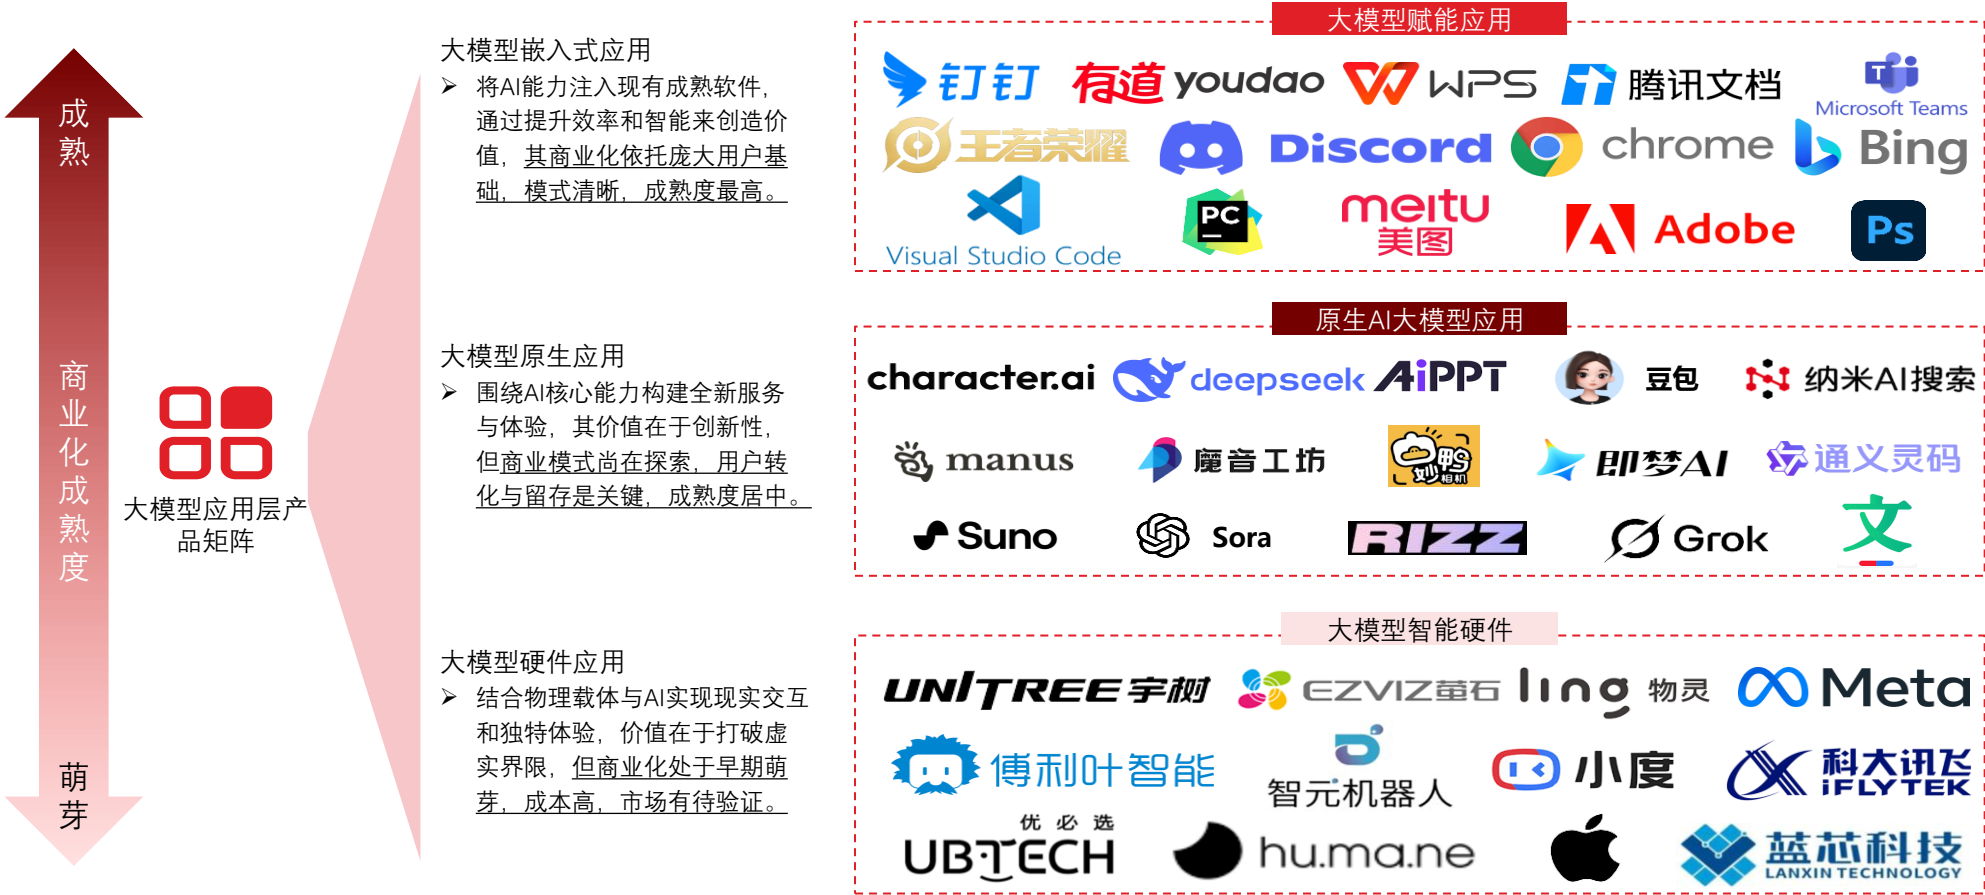 成熟
商业化成熟度
萌芽
大模型应用层产
品矩阵
大模型嵌入式应用
➢ 将AI能力注入现有成熟软件，
通过提升效率和智能来创造价
值，其商业化依托庞大用户基
础，模式清晰，成熟度最高。
大模型原生应用
➢ 围绕AI核心能力构建全新服务
与体验，其价值在于创新性，
但商业模式尚在探索，用户转
化与留存是关键，成熟度居中。
大模型硬件应用
➢ 结合物理载体与AI实现现实交互
和独特体验，价值在于打破虚
实界限，但商业化处于早期萌
芽，成本高，市场有待验证。
大模型赋能应用
钉钉 有道 youdao WPS 腾讯文档 T Microsoft Teams
王者荣耀 Discord chrome Bing
Visual Studio Code PC meitu 美图 Adobe Ps
原生AI大模型应用
character.ai deepseek AiPPT 豆包 纳米AI搜索
manus 魔音工坊 妙鸭相机 即梦AI 通义灵码
Suno Sora RIZZ Grok 文
大模型智能硬件
UNITREE 宇树 EZVIZ 萤石 ling 物灵 Meta
傅利叶智能 智元机器人 小度 科大讯飞 iFLYTEK
优必选 UBTECH hu.ma.ne 蓝芯科技 LANXIN TECHNOLOGY